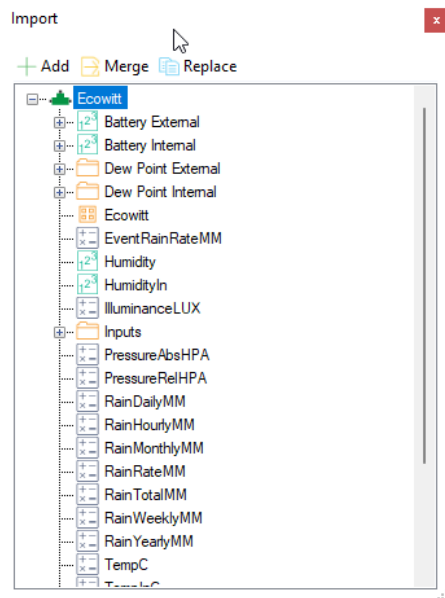 Import
x
Add Merge Replace
Ecowitt
Battery External
Battery Internal
Dew Point External
Dew Point Internal
Ecowitt
EventRainRateMM
Humidity
HumidityIn
IlluminanceLUX
Inputs
PressureAbsHPA
PressureRelHPA
RainDailyMM
RainHourlyMM
RainMonthlyMM
RainRateMM
RainTotalMM
RainWeeklyMM
RainYearlyMM
TempC